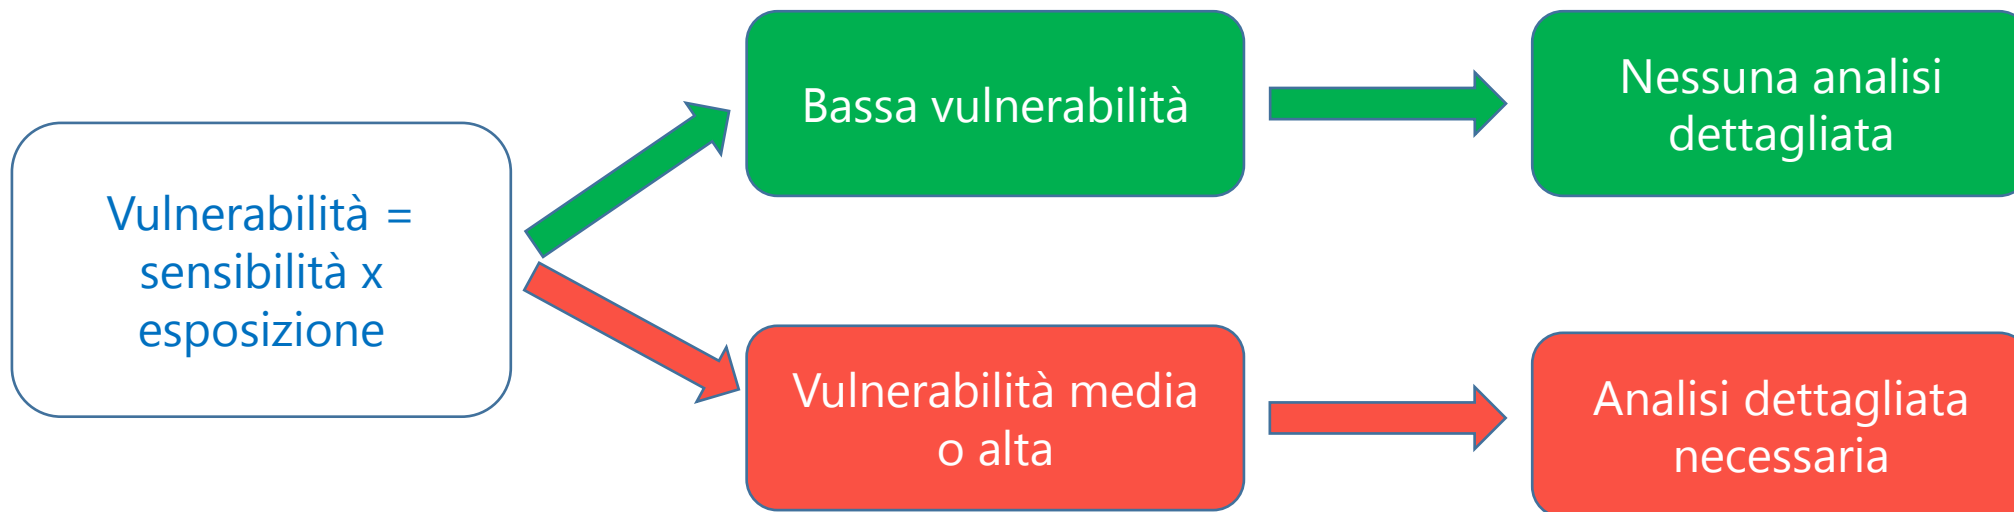 Vulnerabilità =
sensibilità x
esposizione
Bassa vulnerabilità
Nessuna analisi
dettagliata
Vulnerabilità media
o alta
Analisi dettagliata
necessaria